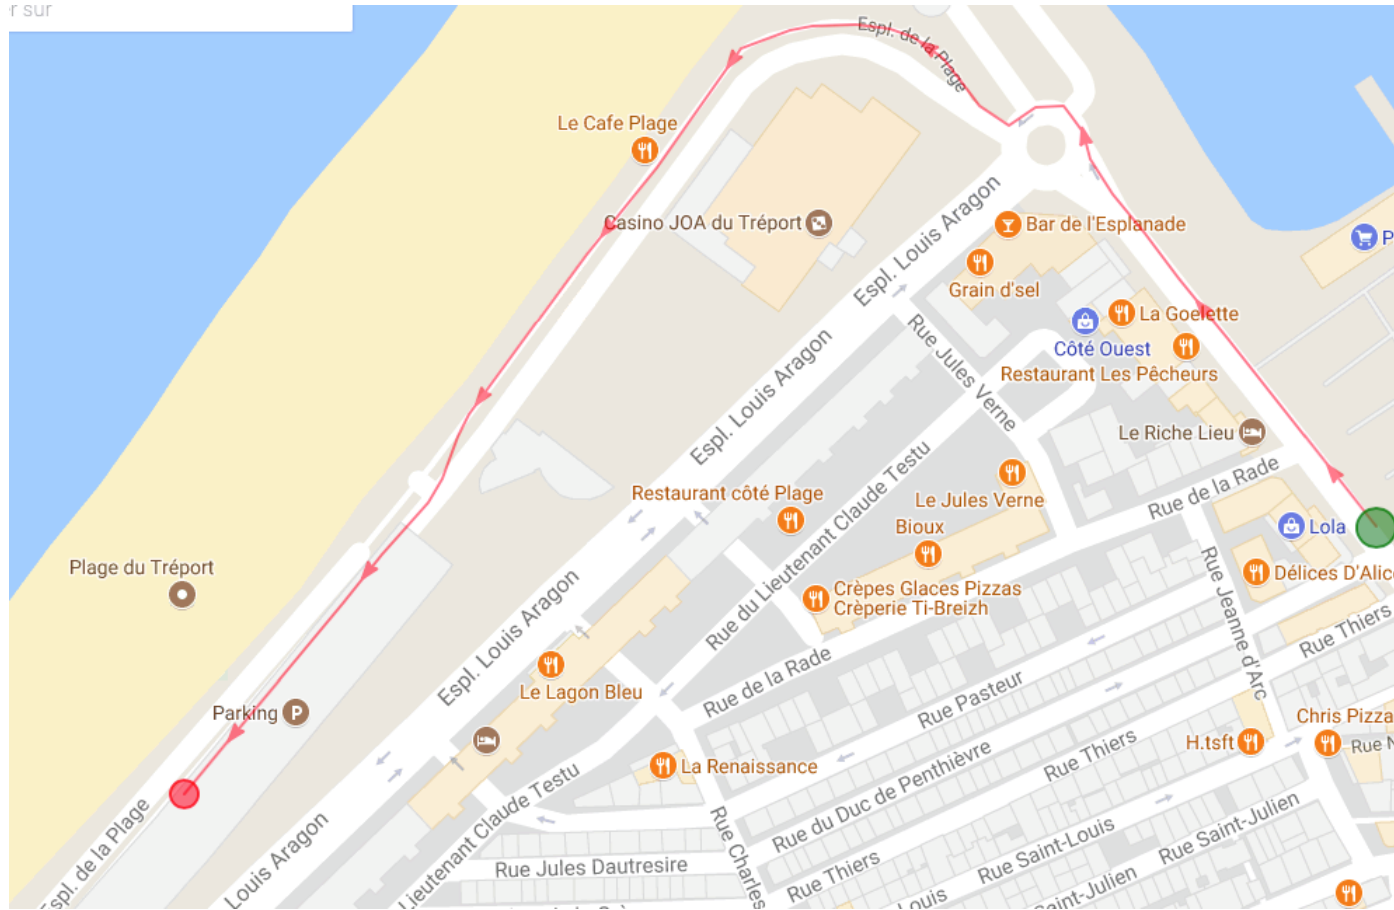 r sur
Espl. de la Plage
Le Cafe Plage
Casino JOA du Tréport
Espl. Louis Aragon
Bar de l'Esplanade
P
Grain d'sel
La Goelette
Côté Ouest
Restaurant Les Pêcheurs
Rue Jules Verne
Espl. Louis Aragon
Le Riche Lieu
Rue de la Rade
Restaurant côté Plage
Le Jules Verne
Bioux
Lola
Rue du Lieutenant Claude Testu
Plage du Tréport
Crèpes Glaces Pizzas
Crèperie Ti-Breizh
Délices D'Alic
Rue Jeanne d'Arc
Rue Thiers
Espl. Louis Aragon
Le Lagon Bleu
Rue de la Rade
Rue Pasteur
Parking P
Chris Pizza
H.tsft
Rue N
La Renaissance
Rue du Duc de Penthièvre
Rue Thiers
Espl. de la Plage
Louis Aragon
Lieutenant Claude Testu
Rue Jules Dautresire
Rue Charles
Rue Thiers
Rue Saint-Louis
Rue Saint-Julien
Louis
Saint-Julien